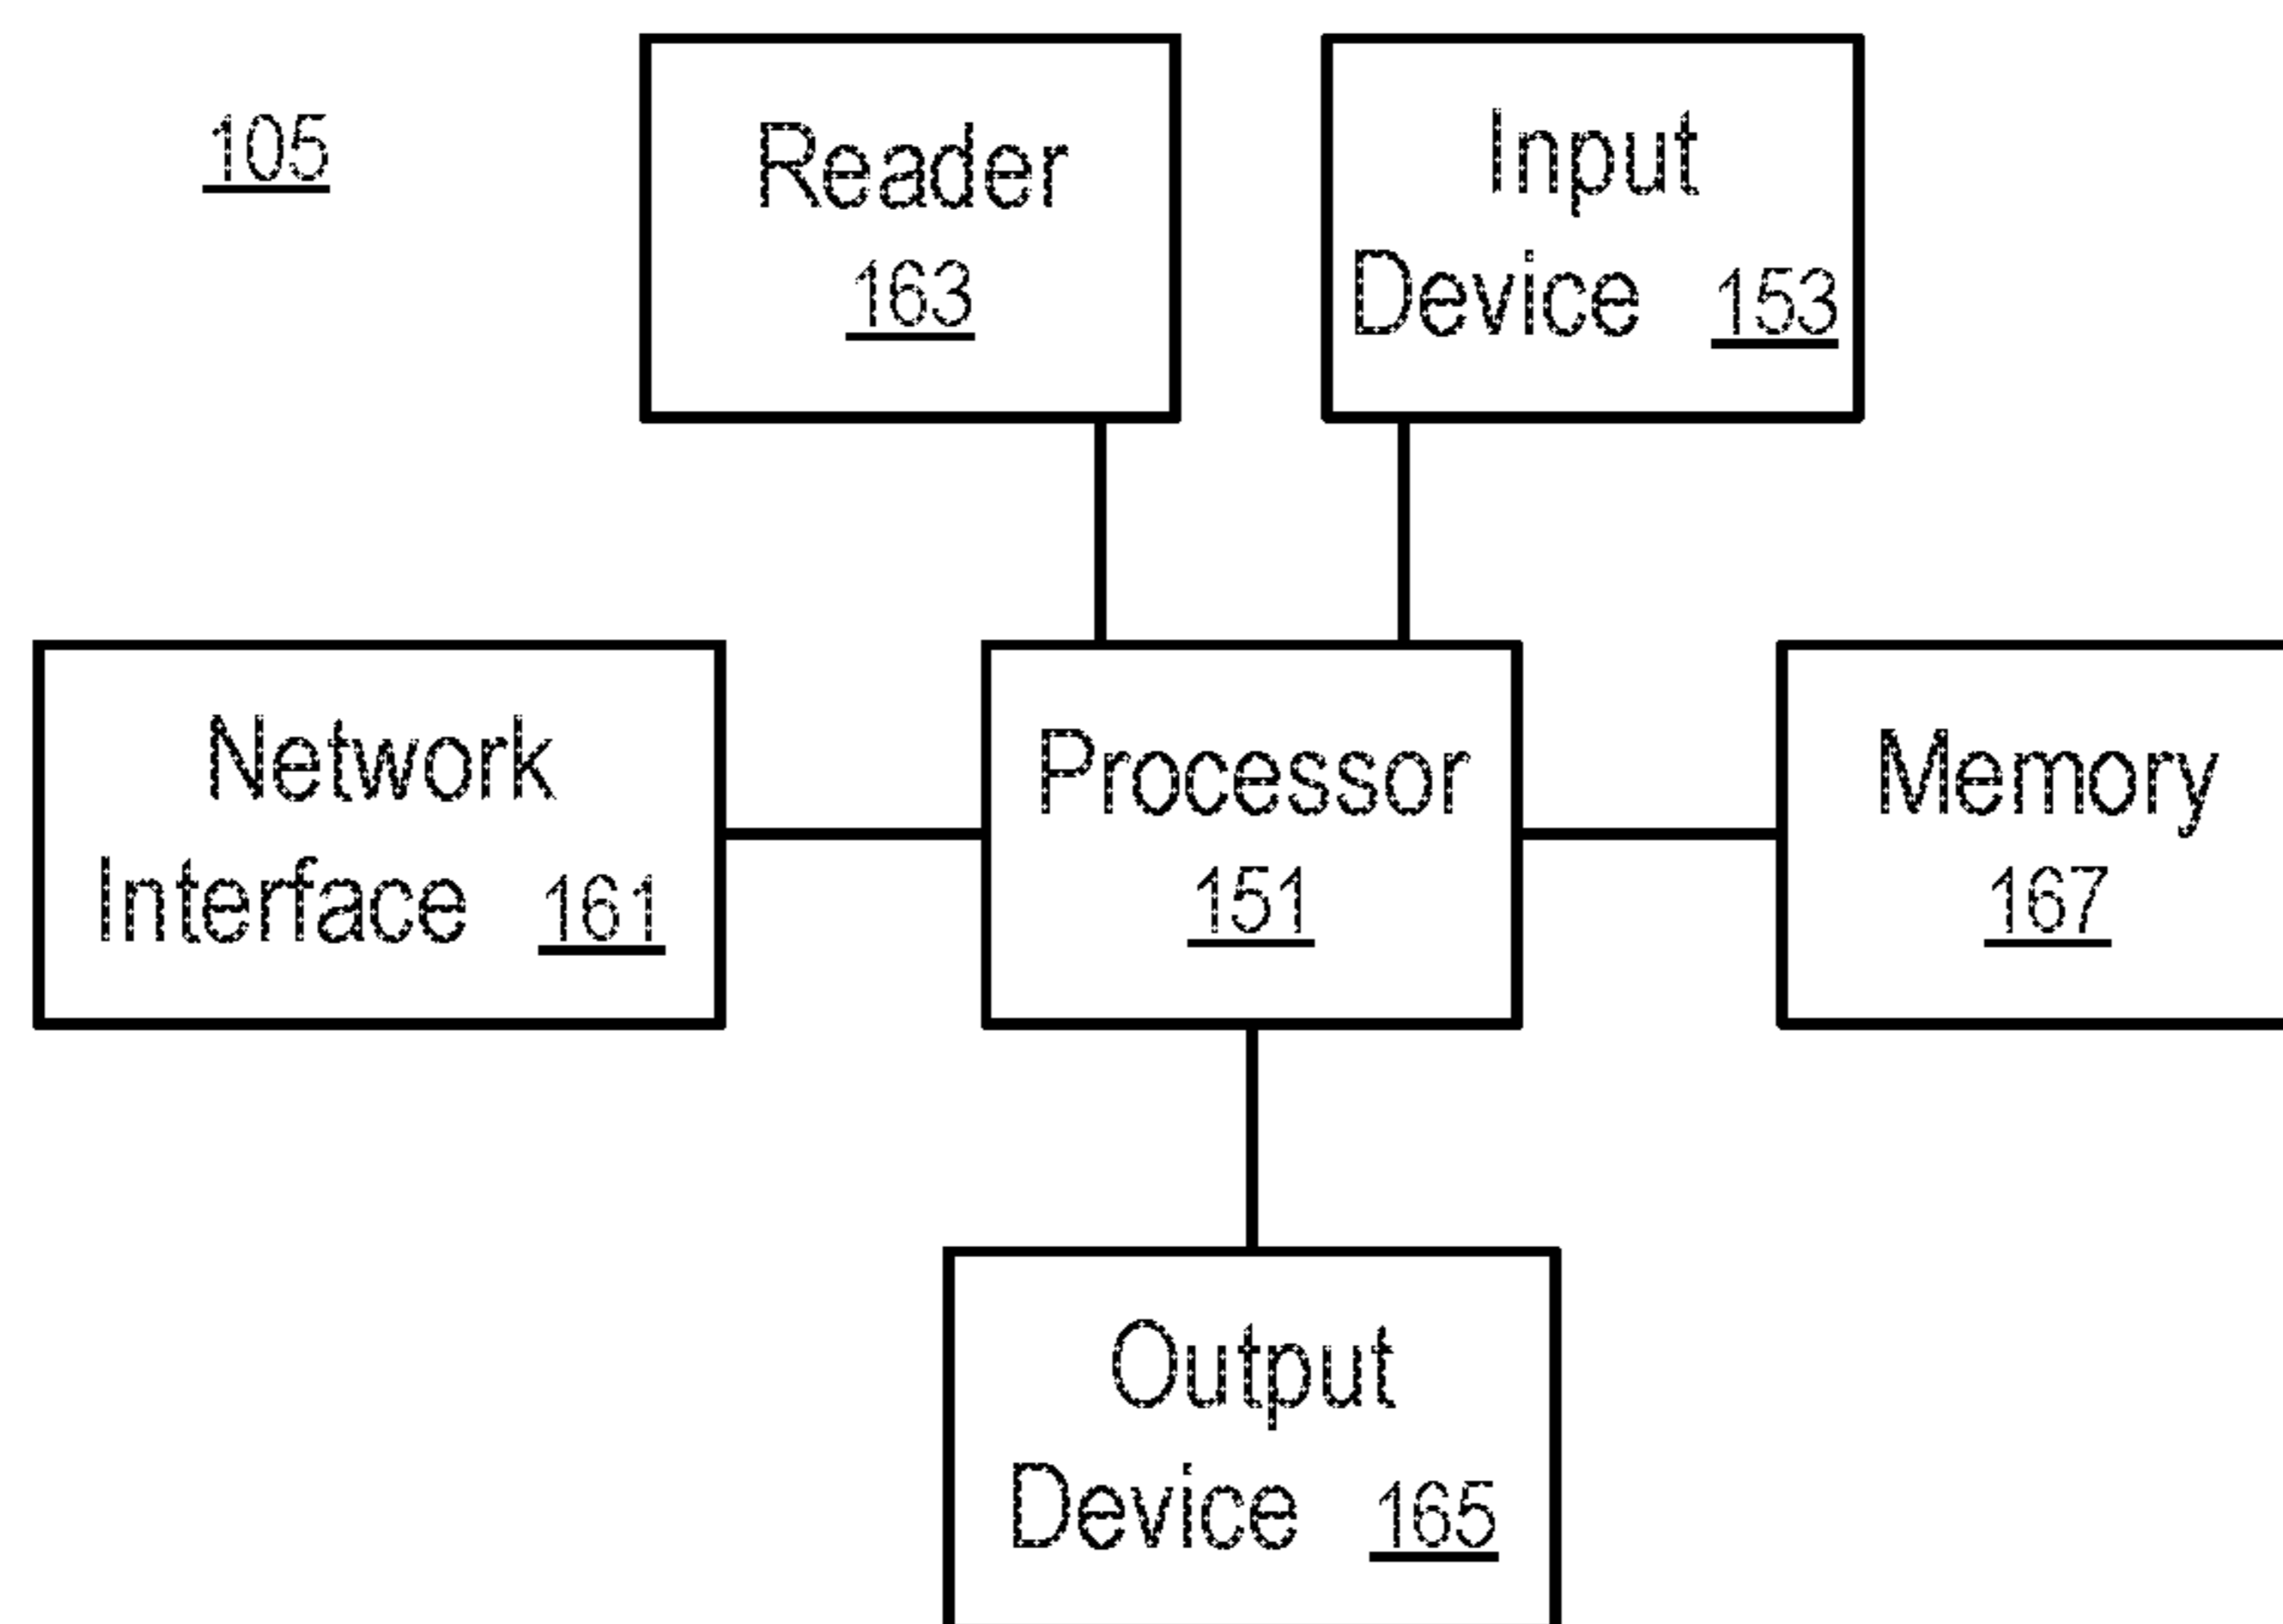 105
Reader
163
Input
Device 153
Network
Interface 161
Processor
151
Memory
167
Output
Device 165